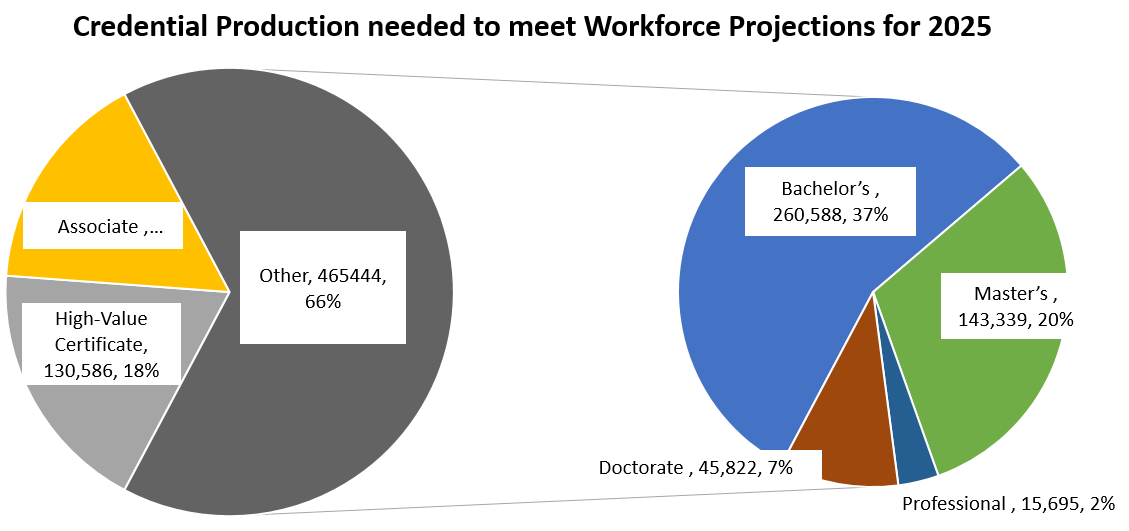 Credential Production needed to meet Workforce Projections for 2025
Associate ,...
High-Value
Certificate,
130,586, 18%
Other, 465444,
66%
Bachelor’s ,
260,588, 37%
Master’s ,
143,339, 20%
Doctorate , 45,822, 7%
Professional , 15,695, 2%